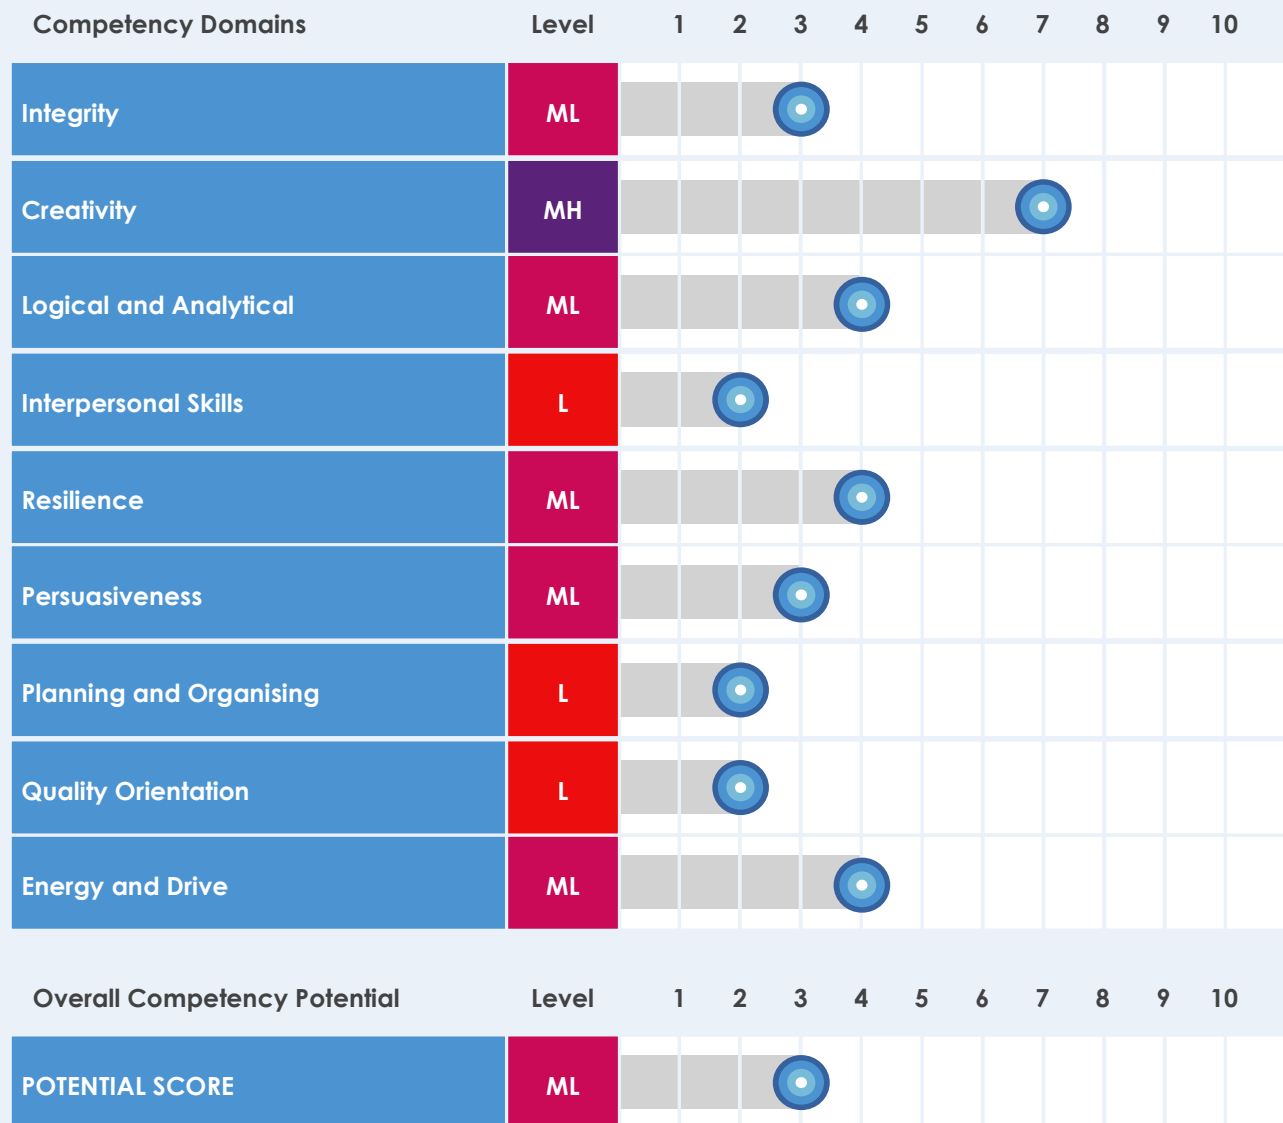 Competency Domains Level 1 2 3 4 5 6 7 8 9 10
Integrity ML
Creativity MH
Logical and Analytical ML
Interpersonal Skills L
Resilience ML
Persuasiveness ML
Planning and Organising L
Quality Orientation L
Energy and Drive ML
Overall Competency Potential Level 1 2 3 4 5 6 7 8 9 10
POTENTIAL SCORE ML